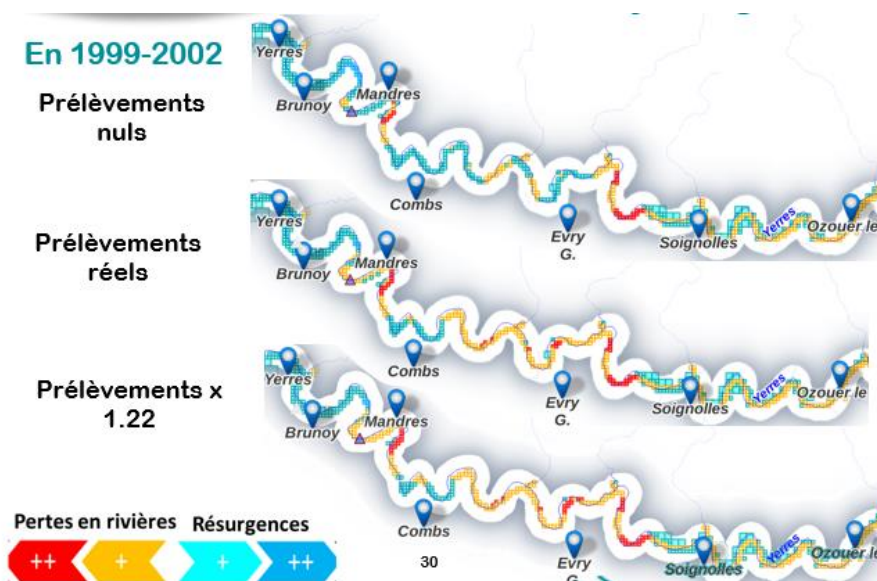 En 1999-2002
Prélèvements
nuls
Yerres
Brunoy
Mandres
Combs
Evry
G.
Soignolles
Yerres
Ozouer le
Prélèvements
réels
Yerres
Brunoy
Mandres
Combs
Evry
G.
Soignolles
Yerres
Ozouer le
Prélèvements x
1.22
Yerres
Brunoy
Mandres
Combs
Evry
G.
Soignolles
Yerres
Ozouer le
Pertes en rivières
Résurgences
++
+
+
++
30